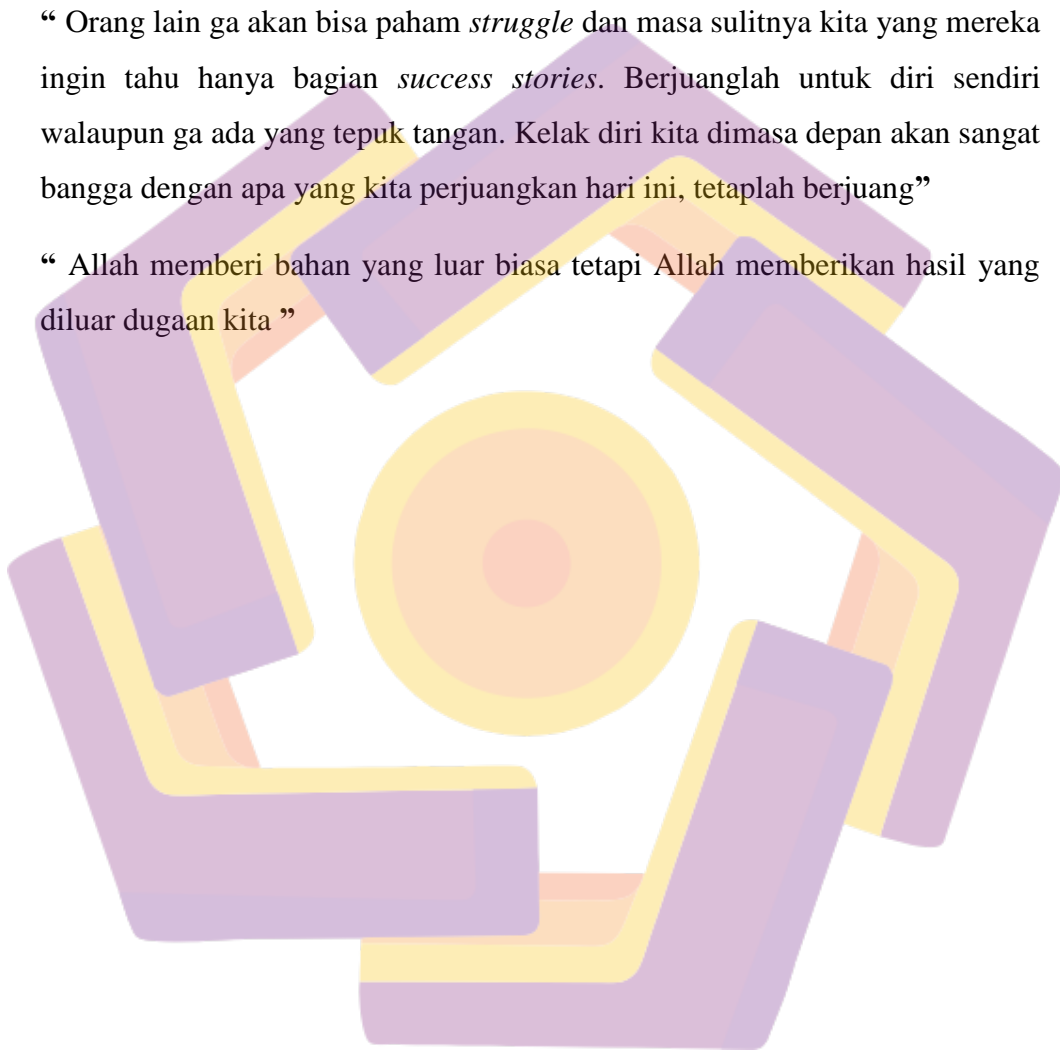 “ Orang lain ga akan bisa paham struggle dan masa sulitnya kita yang mereka
ingin tahu hanya bagian success stories. Berjuanglah untuk diri sendiri
walaupun ga ada yang tepuk tangan. Kelak diri kita dimasa depan akan sangat
bangga dengan apa yang kita perjuangkan hari ini, tetaplah berjuang”
“ Allah memberi bahan yang luar biasa tetapi Allah memberikan hasil yang
diluar dugaan kita ”